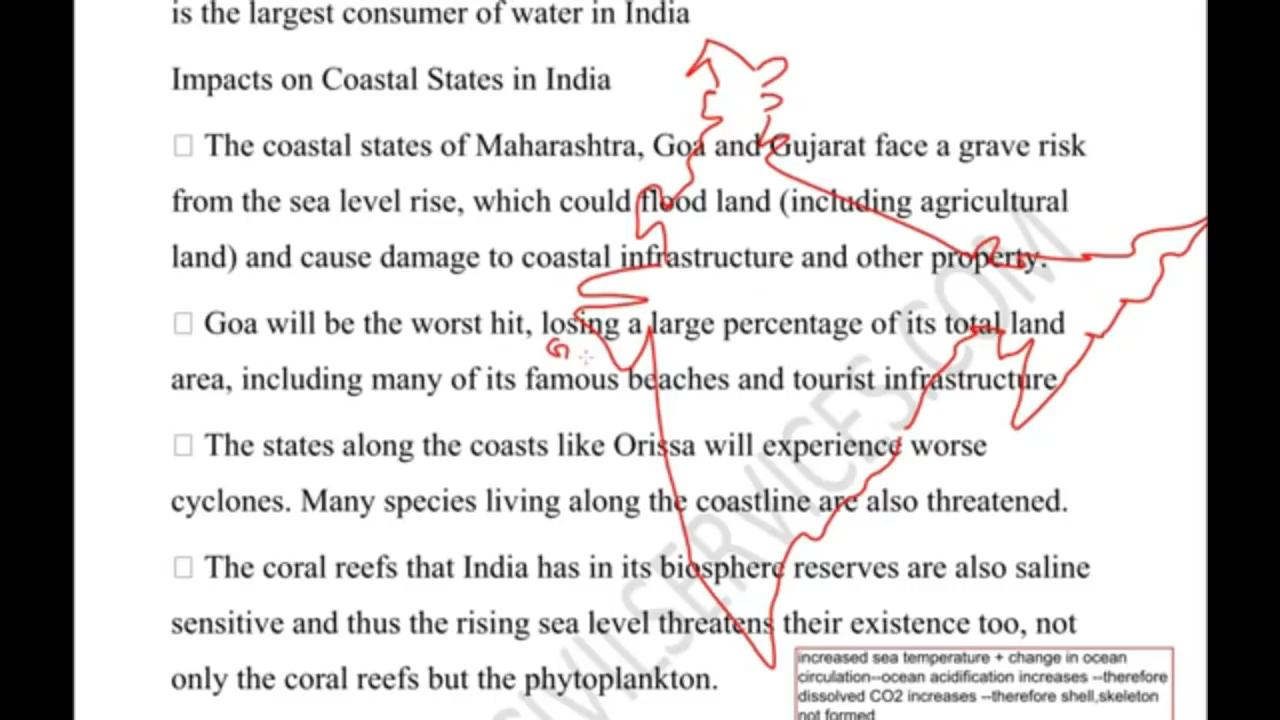 is the largest consumer of water in India
Impacts on Coastal States in India
The coastal states of Maharashtra, Goa and Gujarat face a grave risk
from the sea level rise, which could flood land (including agricultural
land) and cause damage to coastal infrastructure and other property.
Goa will be the worst hit, losing a large percentage of its total land
G
area, including many of its famous beaches and tourist infrastructure
The states along the coasts like Orissa will experience worse
cyclones. Many species living along the coastline are also threatened.
The coral reefs that India has in its biosphere reserves are also saline
sensitive and thus the rising sea level threatens their existence too, not
only the coral reefs but the phytoplankton.
increased sea temperature + change in ocean
circulation--ocean acidification increases --therefore
dissolved CO2 increases --therefore shell,skeleton
not formed
CIVILSERVICES.COM